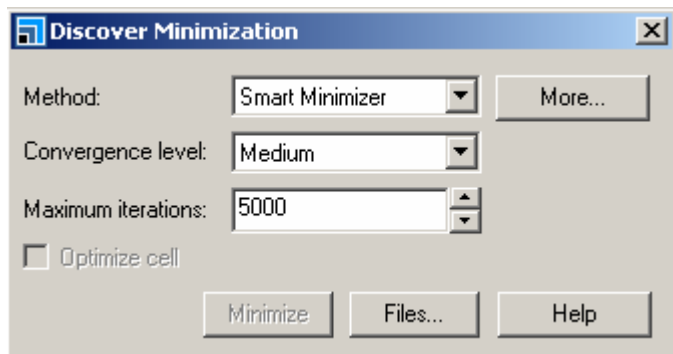 Discover Minimization
Method: Smart Minimizer More...
Convergence level: Medium
Maximum iterations: 5000
Optimize cell
Minimize Files... Help